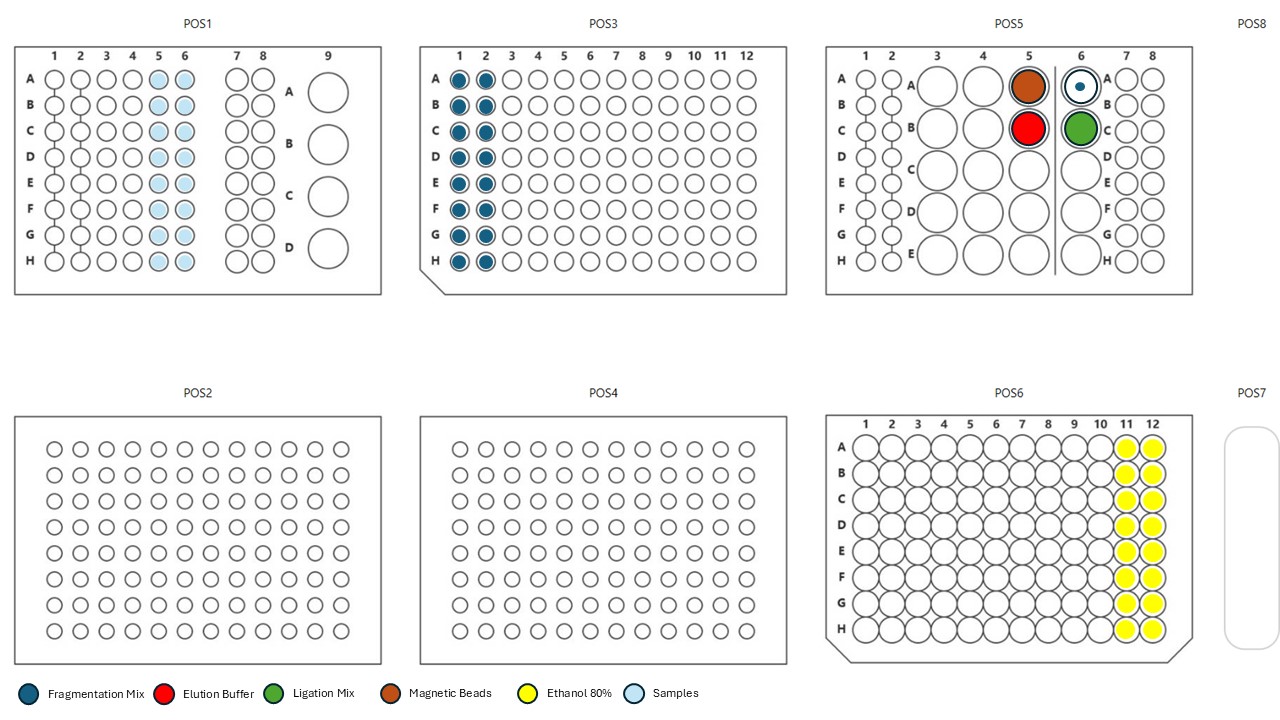 POS1 POS3 POS5 POS8
1 2 3 4 5 6 7 8 9
A A
B B
C C
D D
E
F
G
H
1 2 3 4 5 6 7 8 9 10 11 12
A
B
C
D
E
F
G
H
1 2 3 4 5 6 7 8
A A A
B B B
C C C
D D D
E E E
F F
G G
H H
POS2 POS4 POS6 POS7
1 2 3 4 5 6 7 8 9 10 11 12
A
B
C
D
E
F
G
H
Fragmentation Mix Elution Buffer Ligation Mix Magnetic Beads Ethanol 80% Samples